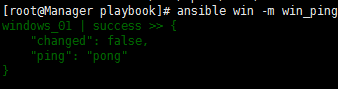 [root@Manager playbook]# ansible win -m win_ping
windows_01 | success >> {
    "changed": false,
    "ping": "pong"
}